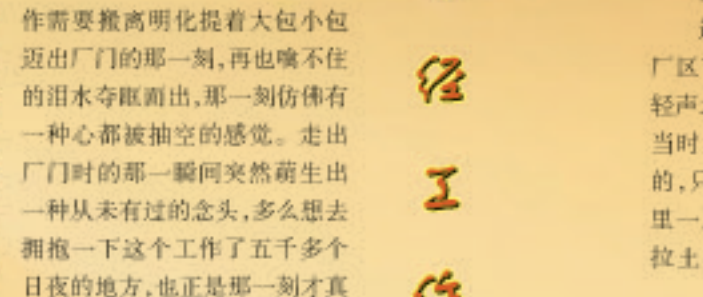 作需要搬离明化提着大包小包
迈出厂门的那一刻,再也噙不住
的泪水夺眶而出,那一刻仿佛有
一种心都被抽空的感觉。走出
厂门时的那一瞬间突然萌生出
一种从未有过的念头,多么想去
拥抱一下这个工作了五千多个
日夜的地方,也正是那一刻才真
工
厂区
轻声
当时
的,只
里一
拉土